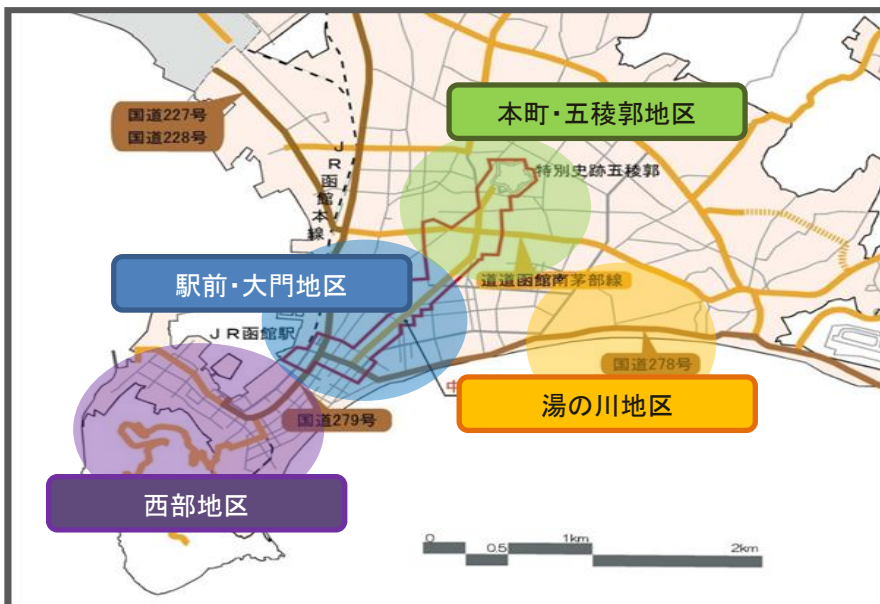 国道227号
国道228号
JR函館本線
本町・五稜郭地区
特別史跡五稜郭
駅前・大門地区
道道函館南茅部線
JR函館駅
国道278号
中
湯の川地区
国道279号
西部地区
0
0.5
1km
2km